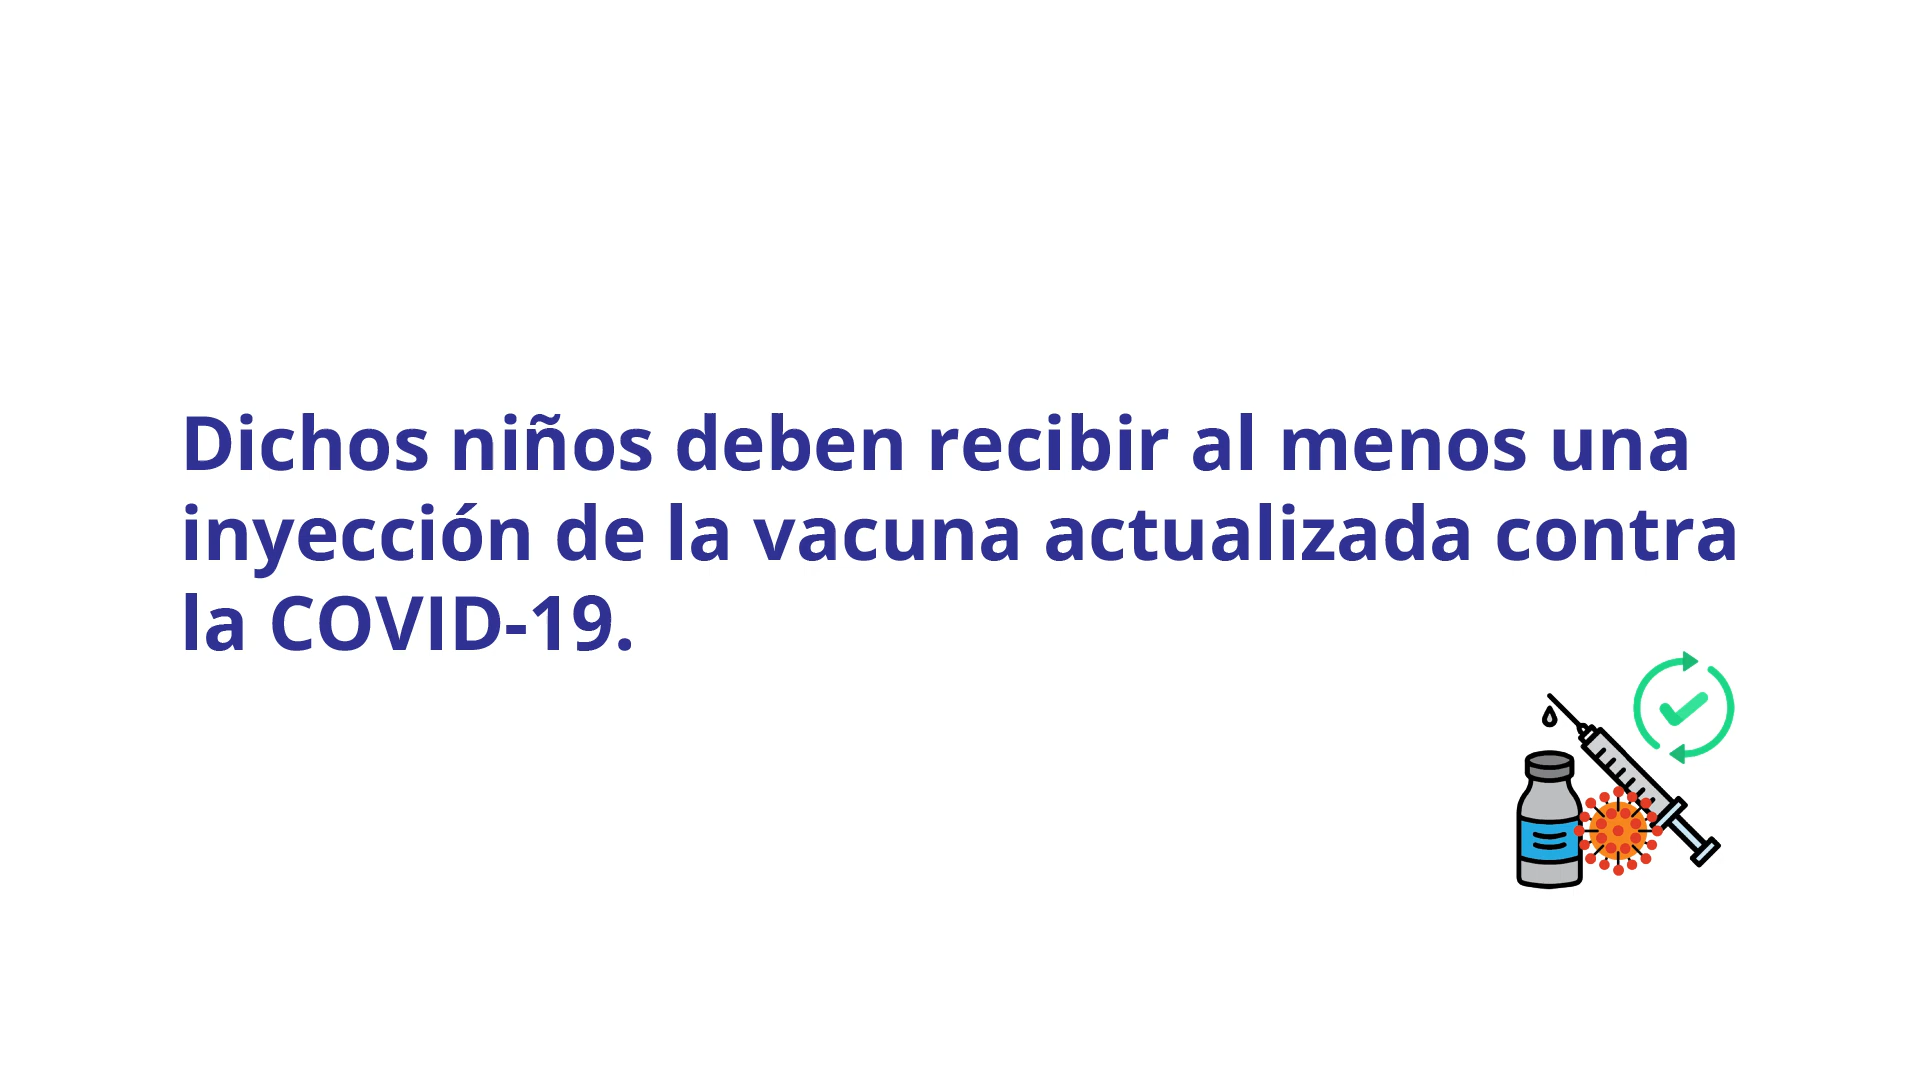 Dichos niños deben recibir al menos una
inyección de la vacuna actualizada contra
la COVID-19.